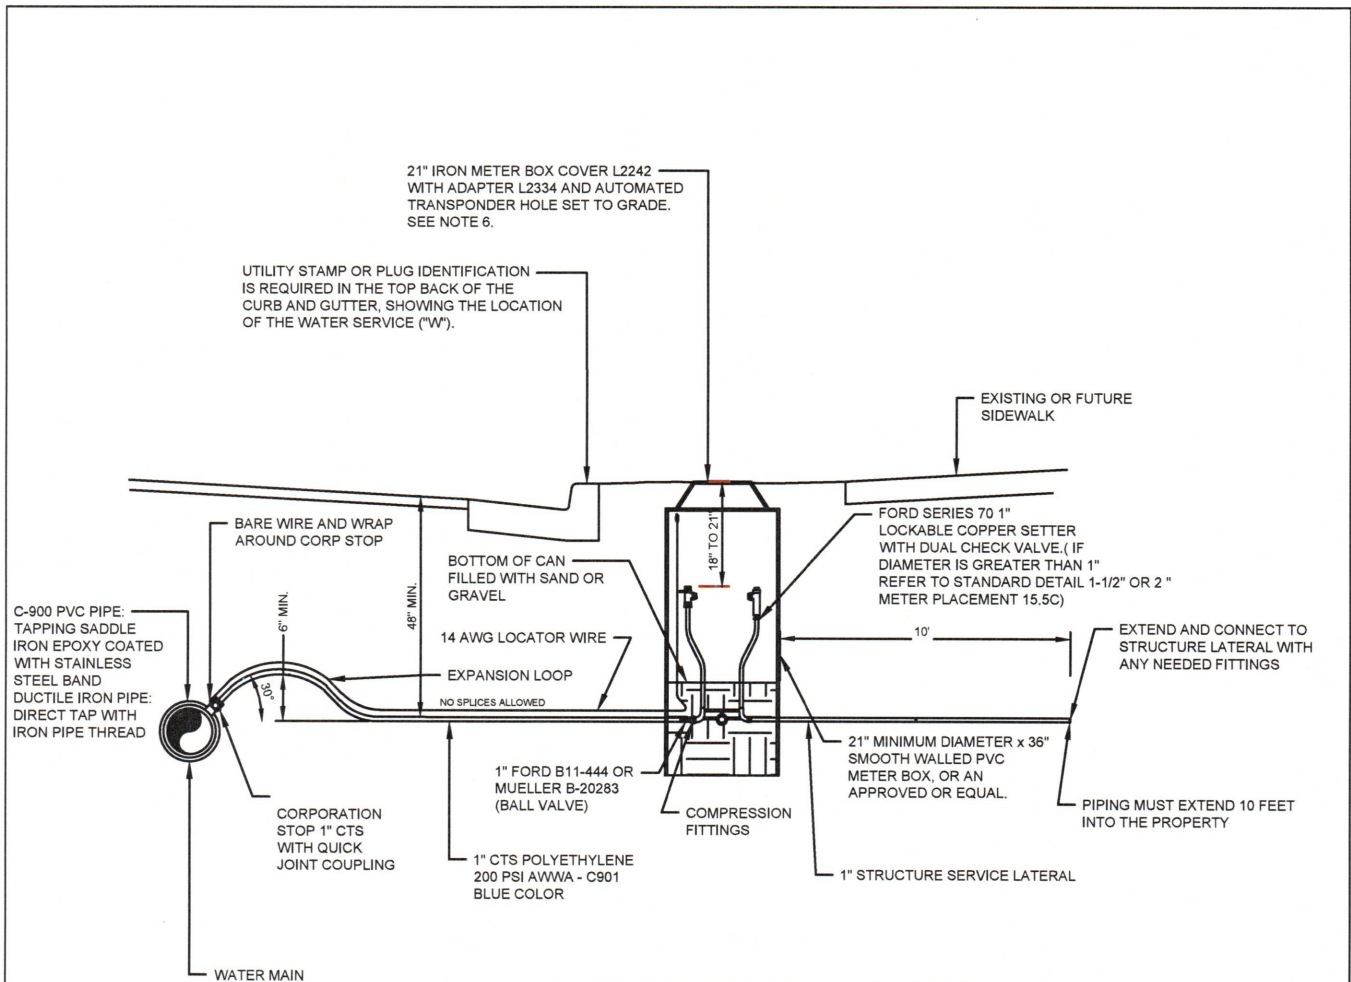 21" IRON METER BOX COVER L2242
WITH ADAPTER L2334 AND AUTOMATED
TRANSPONDER HOLE SET TO GRADE.
SEE NOTE 6.
UTILITY STAMP OR PLUG IDENTIFICATION
IS REQUIRED IN THE TOP BACK OF THE
CURB AND GUTTER, SHOWING THE LOCATION
OF THE WATER SERVICE ("W").
EXISTING OR FUTURE
SIDEWALK
BARE WIRE AND WRAP
AROUND CORP STOP
BOTTOM OF CAN
FILLED WITH SAND OR
GRAVEL
18" TO 21"
FORD SERIES 70 1"
LOCKABLE COPPER SETTER
WITH DUAL CHECK VALVE.( IF
DIAMETER IS GREATER THAN 1"
REFER TO STANDARD DETAIL 1-1/2" OR 2 "
METER PLACEMENT 15.5C)
C-900 PVC PIPE:
TAPPING SADDLE
IRON EPOXY COATED
WITH STAINLESS
STEEL BAND
DUCTILE IRON PIPE:
DIRECT TAP WITH
IRON PIPE THREAD
6" MIN.
48" MIN.
14 AWG LOCATOR WIRE
EXPANSION LOOP
30°
NO SPLICES ALLOWED
10'
EXTEND AND CONNECT TO
STRUCTURE LATERAL WITH
ANY NEEDED FITTINGS
21" MINIMUM DIAMETER x 36"
SMOOTH WALLED PVC
METER BOX, OR AN
APPROVED OR EQUAL.
1" FORD B11-444 OR
MUELLER B-20283
(BALL VALVE)
COMPRESSION
FITTINGS
PIPING MUST EXTEND 10 FEET
INTO THE PROPERTY
CORPORATION
STOP 1" CTS
WITH QUICK
JOINT COUPLING
1" CTS POLYETHYLENE
200 PSI AWWA - C901
BLUE COLOR
1" STRUCTURE SERVICE LATERAL
WATER MAIN